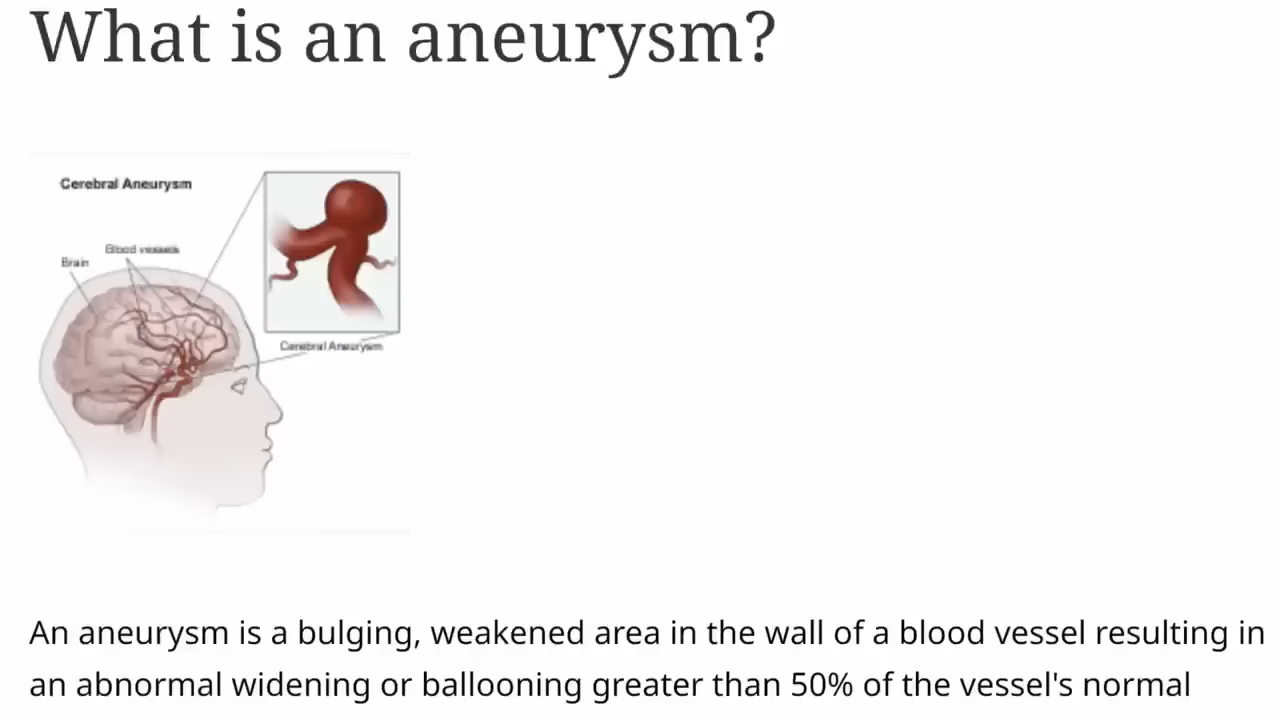 What is an aneurysm?
Cerebral Aneurysm
Blood vessels
Brain
Cerebral Aneurysm
An aneurysm is a bulging, weakened area in the wall of a blood vessel resulting in
an abnormal widening or ballooning greater than 50% of the vessel's normal